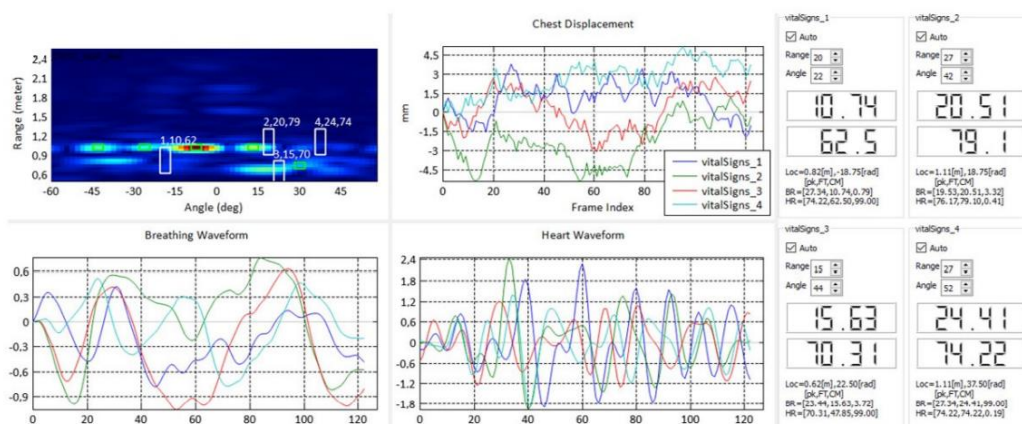 2,4
2,1
1.8
1.5
1.2
0.9
0.6
Range (meter)
-60 -45 -30 -15 0 15 30 45
Angle (deg)
1,10,62
2,20,79
3,15,70
4,24,74
Chest Displacement
4,5
3
1,5
0
-1,5
-3
-4,5
mm
0 20 40 60 80
Frame Index
vitalSigns_1
vitalSigns_2
vitalSigns_3
vitalSigns_4
vitalSigns_1
Auto
Range 20
Angle 22
10.74
62.5
Loc=0.82[m],-18.75[rad]
[pk,FT,CM]
BR=[27.34,10.74,0.79]
HR=[74.22,62.50,99.00]
vitalSigns_2
Auto
Range 27
Angle 42
20.51
79.1
Loc=1.11[m],18.75[rad]
[pk,FT,CM]
BR=[19.53,20.51,3.32]
HR=[76.17,79.10,0.41]
Breathing Waveform
0,6
0,3
0
-0,3
-0,6
-0,9
0 20 40 60 80 100 120
Heart Waveform
2,4
1,8
1,2
0,6
0
-0,6
-1,2
-1,8
0 20 40 60 80 100 120
vitalSigns_3
Auto
Range 15
Angle 44
15.63
70.31
Loc=0.62[m],22.50[rad]
[pk,FT,CM]
BR=[23.44,15.63,3.72]
HR=[70.31,47.85,99.00]
vitalSigns_4
Auto
Range 27
Angle 52
24.41
74.22
Loc=1.11[m],37.50[rad]
[pk,FT,CM]
BR=[27.34,24.41,99.00]
HR=[74.22,74.22,0.19]